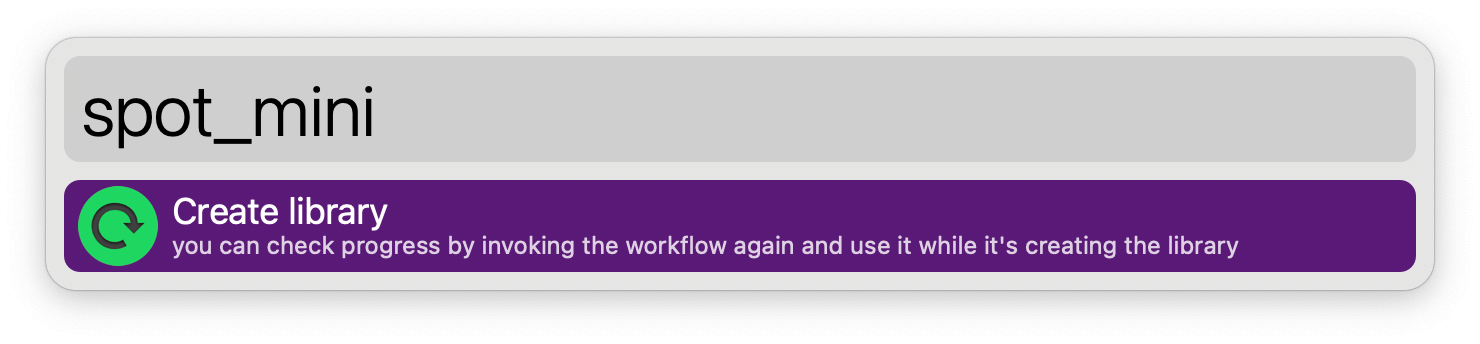 spot_mini
Create library
you can check progress by invoking the workflow again and use it while it's creating the library